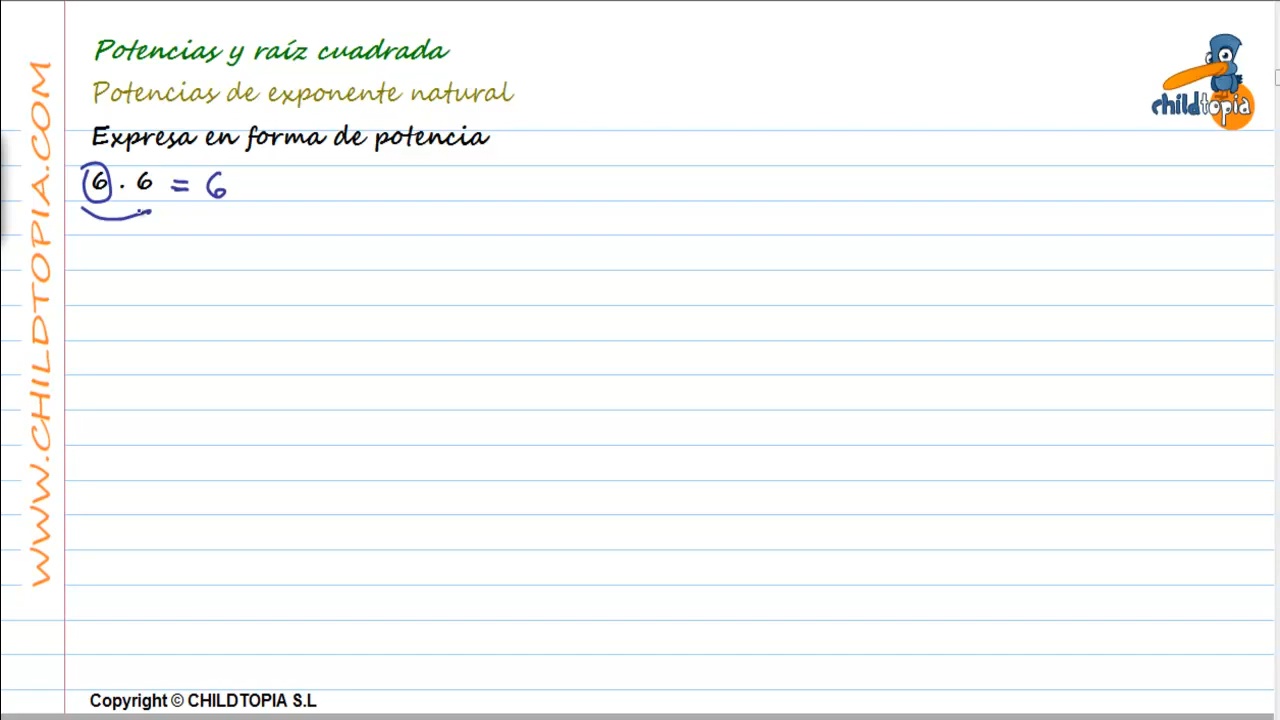 Potencias y raíz cuadrada
Potencias de exponente natural
Expresa en forma de potencia
6 . 6 = 6
childtopia
WWW.CHILDTOPIA.COM
Copyright © CHILDTOPIA S.L